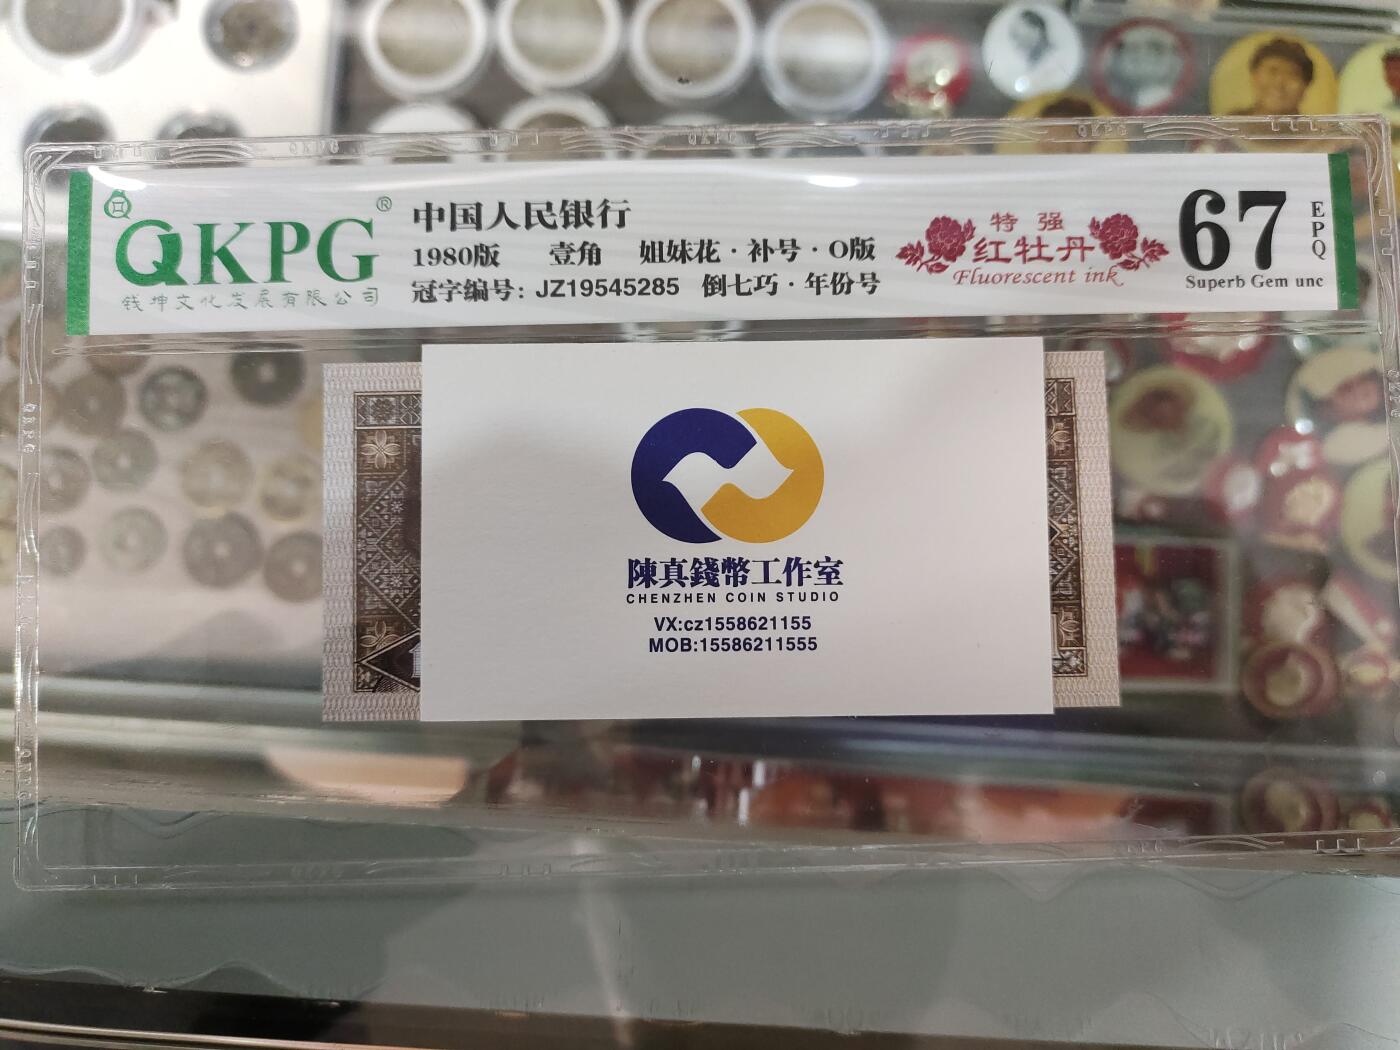 QKPG®
钱坤文化发展有限公司
中国人民银行
1980版 壹角 姐妹花·补号·O版
冠字编号: JZ19545285 倒七巧·年份号
特强
红牡丹
Fluorescent ink
67
EPQ
Superb Gem unc
陳真錢幣工作室
CHENZHEN COIN STUDIO
VX:cz1558621155
MOB:15586211555